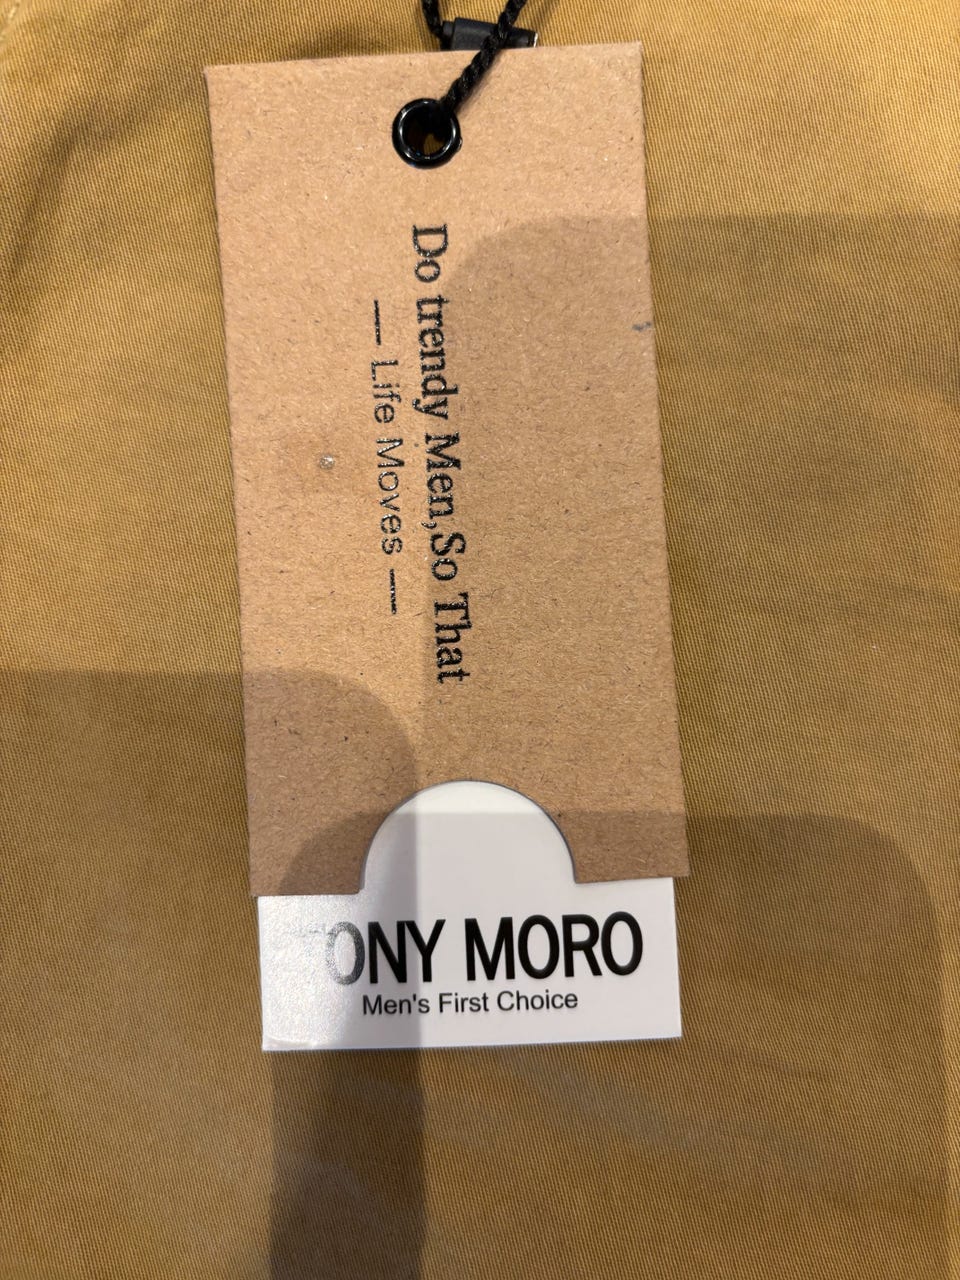 Do trendy Men,So That
— Life Moves —
ONY MORO
Men's First Choice